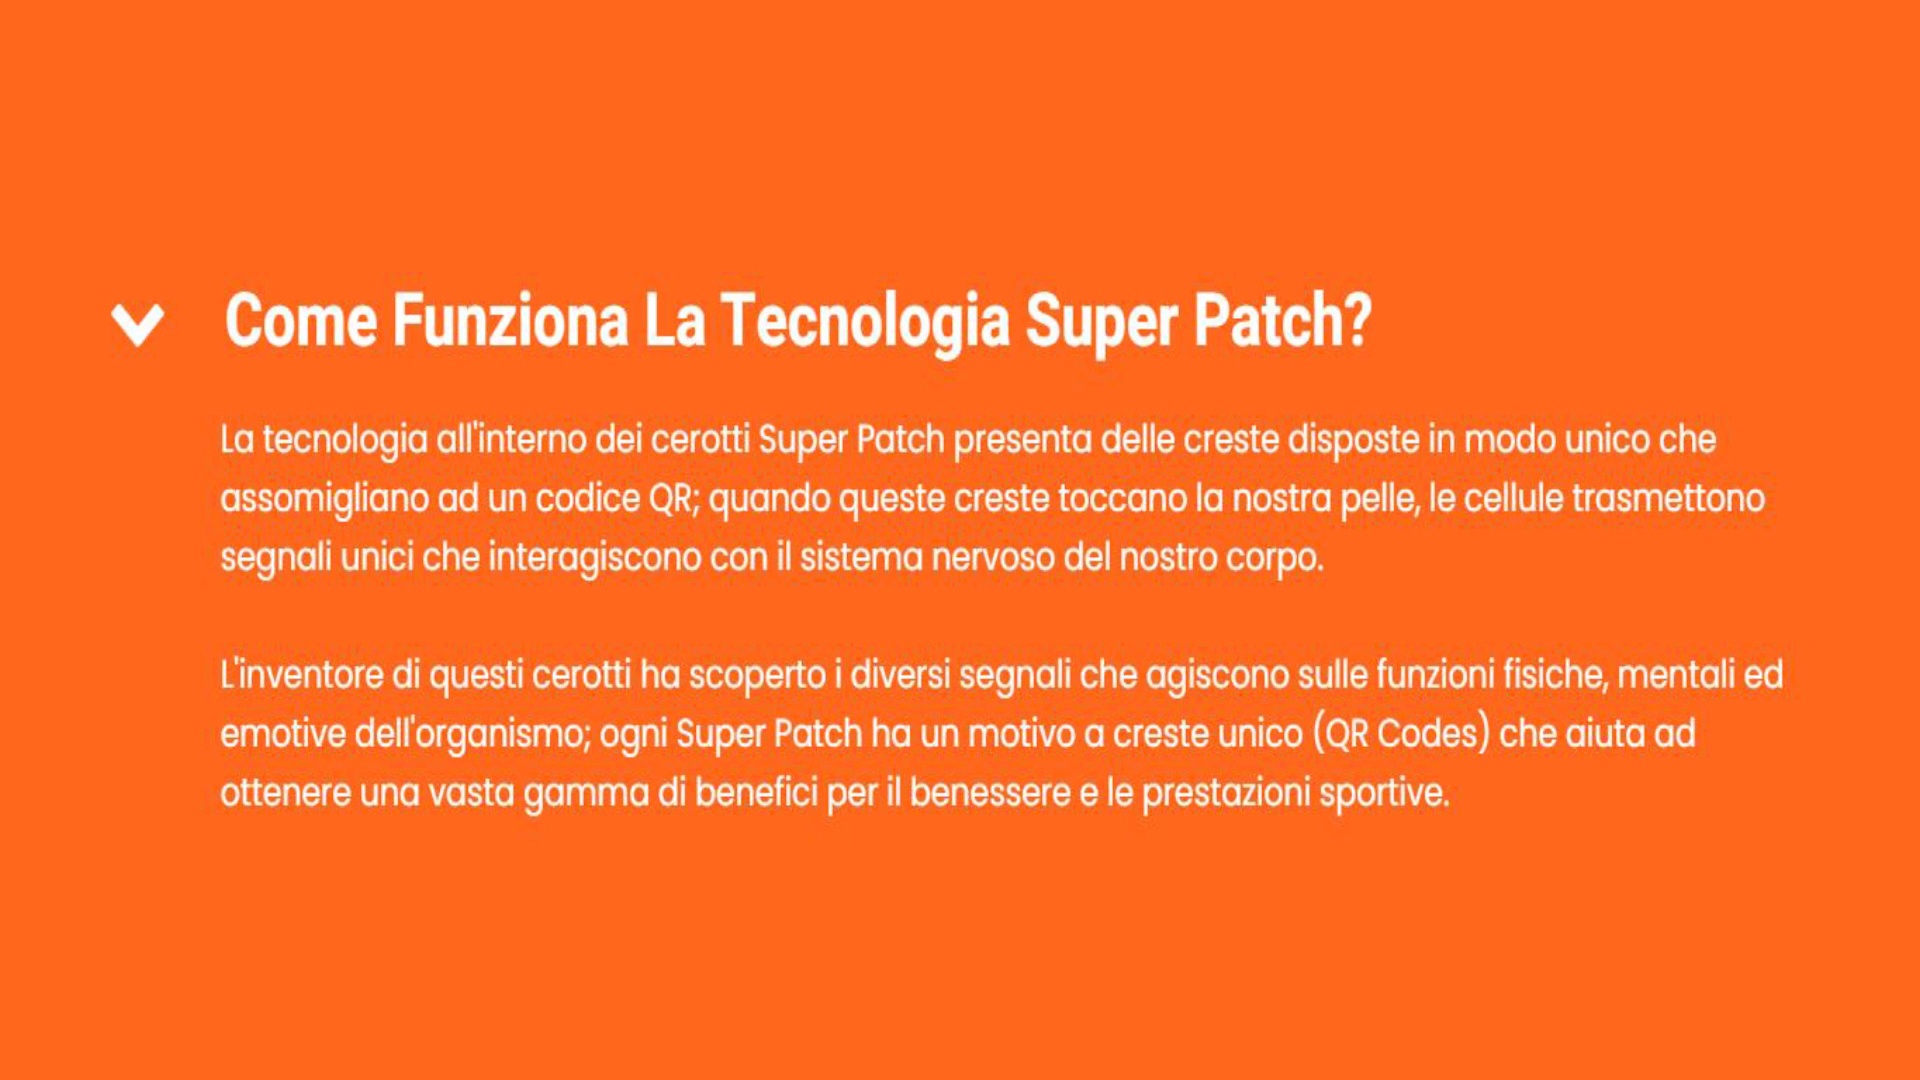 Come Funziona La Tecnologia Super Patch?
La tecnologia all'interno dei cerotti Super Patch presenta delle creste disposte in modo unico che
assomigliano ad un codice QR; quando queste creste toccano la nostra pelle, le cellule trasmettono
segnali unici che interagiscono con il sistema nervoso del nostro corpo.
L'inventore di questi cerotti ha scoperto i diversi segnali che agiscono sulle funzioni fisiche, mentali ed
emotive dell'organismo; ogni Super Patch ha un motivo a creste unico (QR Codes) che aiuta ad
ottenere una vasta gamma di benefici per il benessere e le prestazioni sportive.